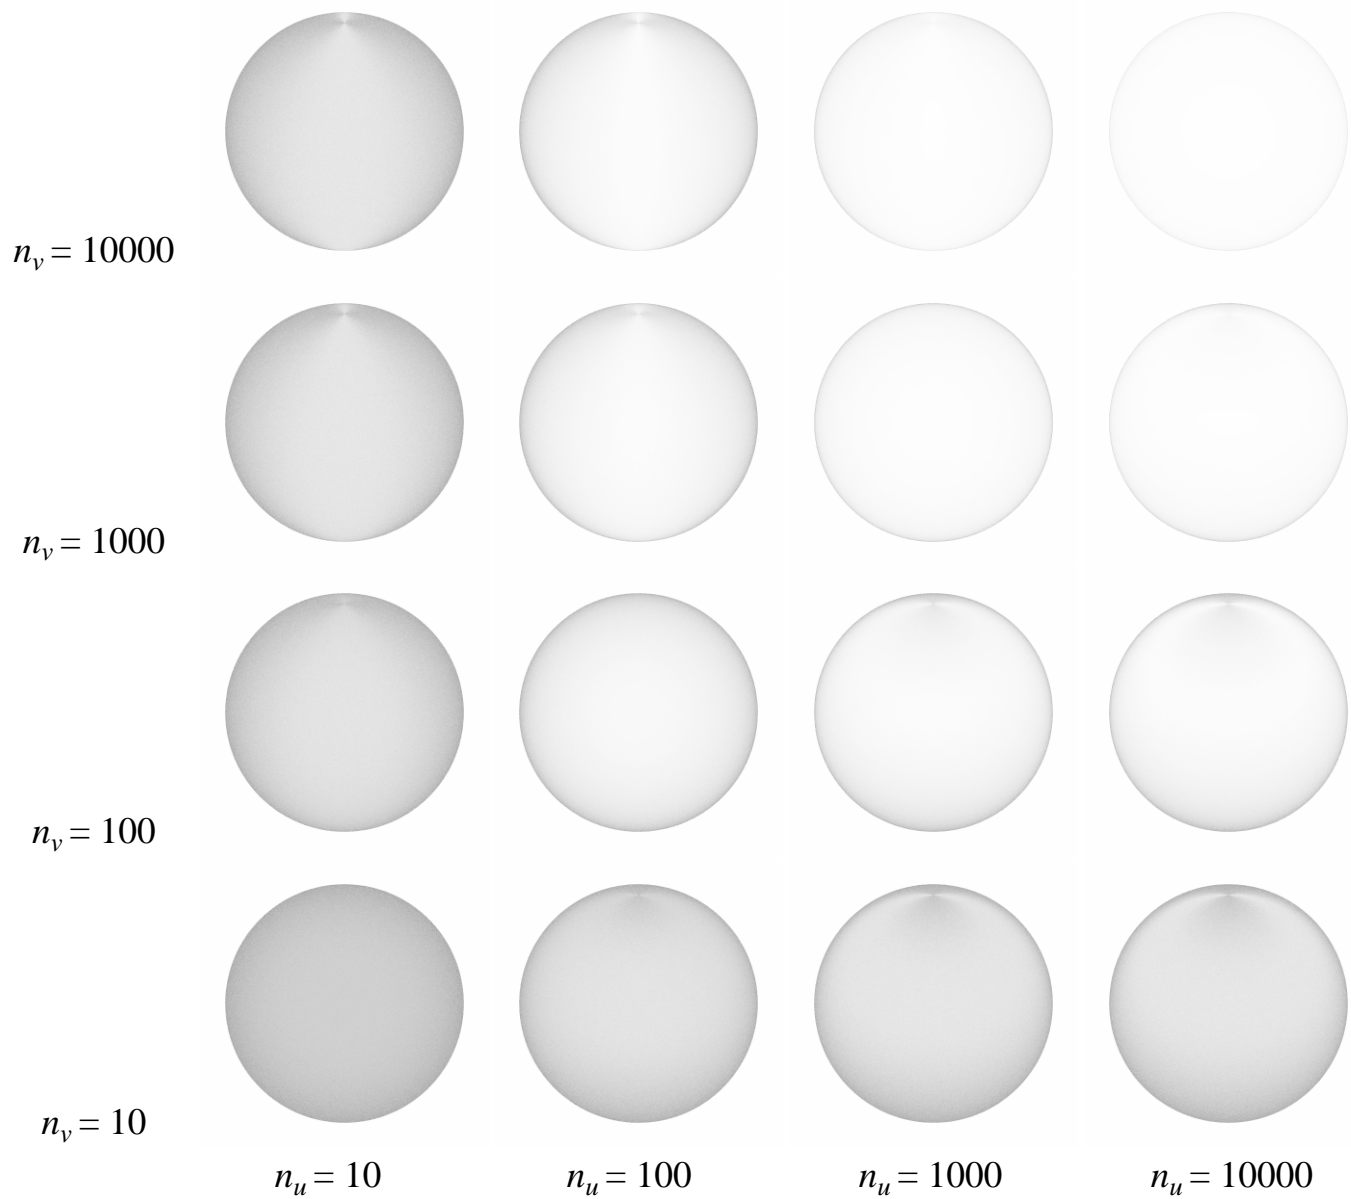 n_v = 10000
n_v = 1000
n_v = 100
n_v = 10
n_u = 10 n_u = 100 n_u = 1000 n_u = 10000